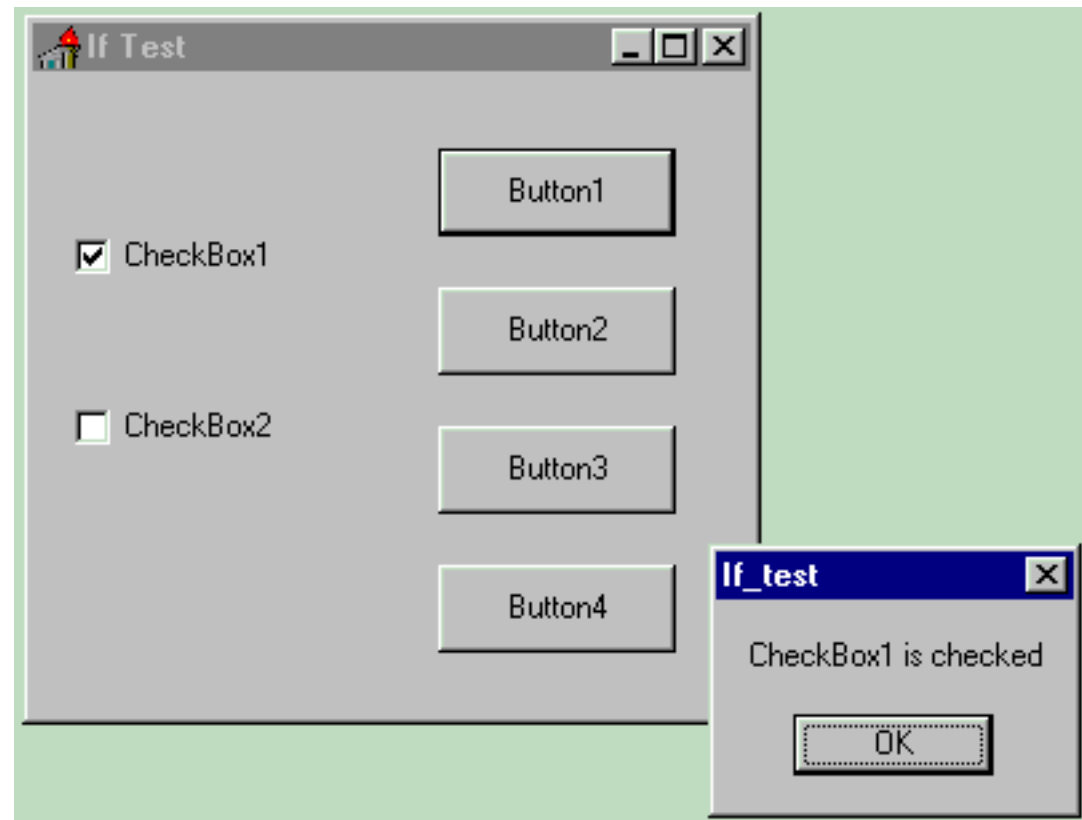 If Test
Button1
CheckBox1
Button2
CheckBox2
Button3
Button4
If_test
CheckBox1 is checked
OK